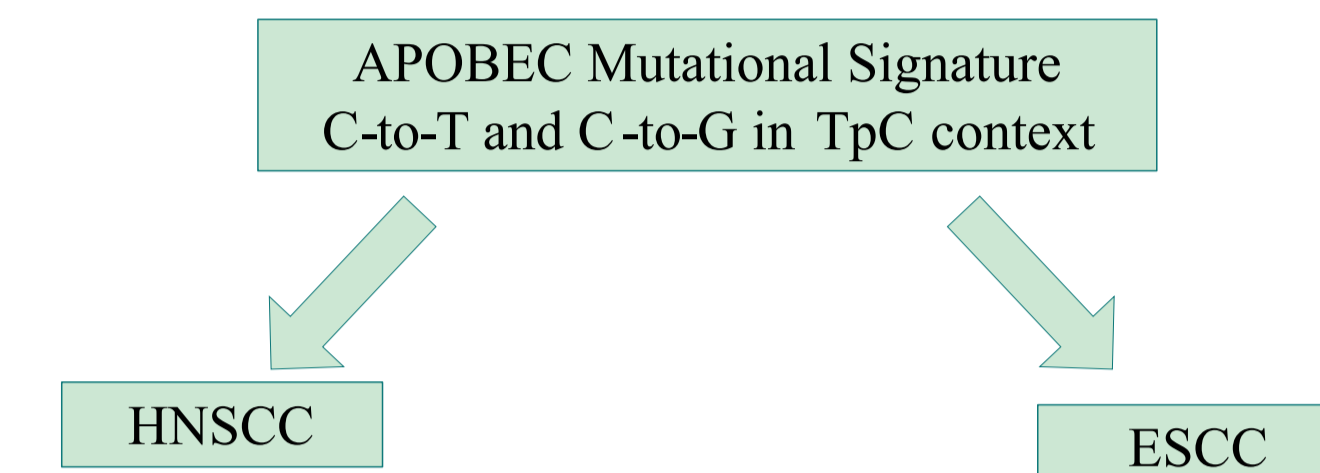 APOBEC Mutational Signature
C-to-T and C-to-G in TpC context
HNSCC
ESCC